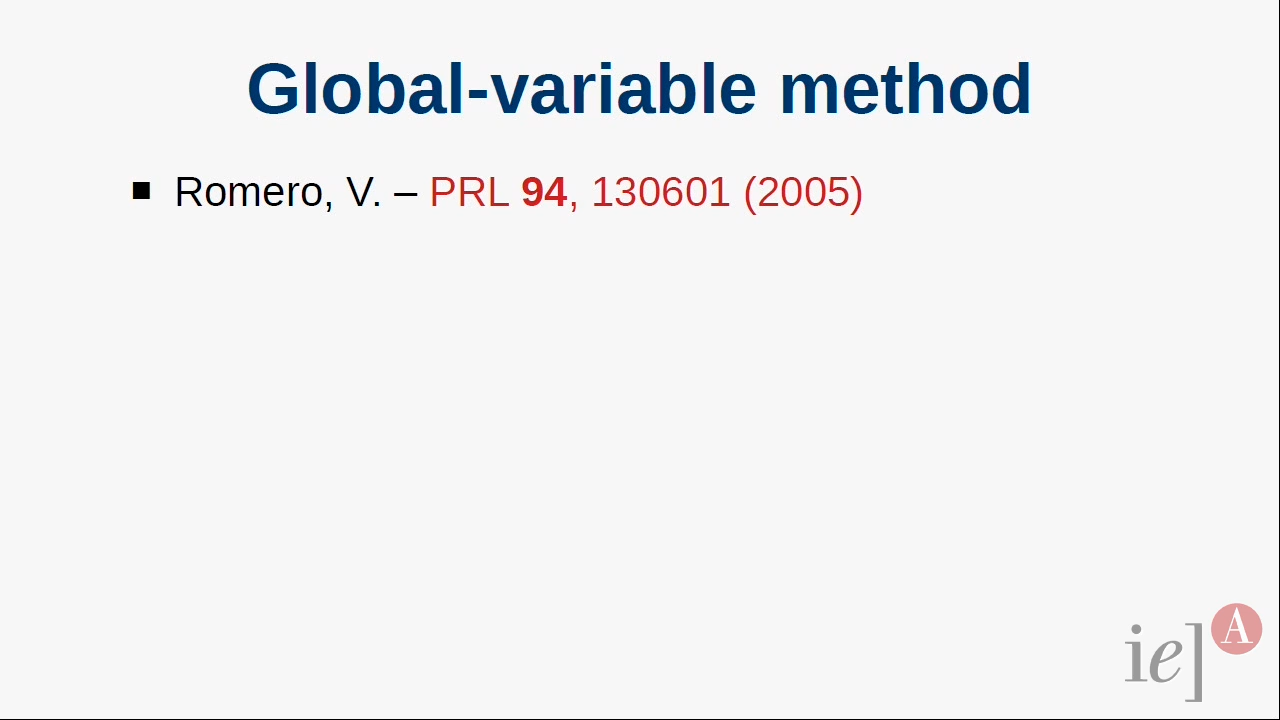 Global-variable method
■ Romero, V. – PRL 94, 130601 (2005)
ie] A